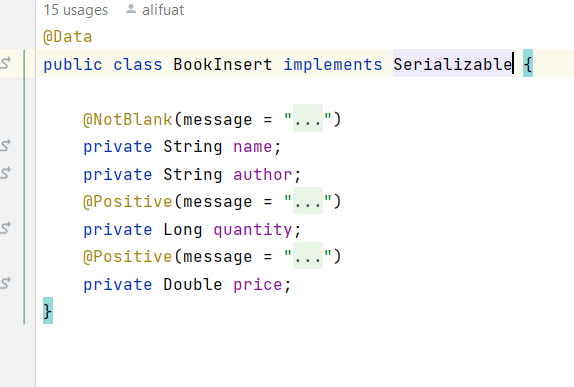 15 usages alifuat
@Data
public class BookInsert implements Serializable {
@NotBlank(message = "...")
private String name;
private String author;
@Positive(message = "...")
private Long quantity;
@Positive(message = "...")
private Double price;
}